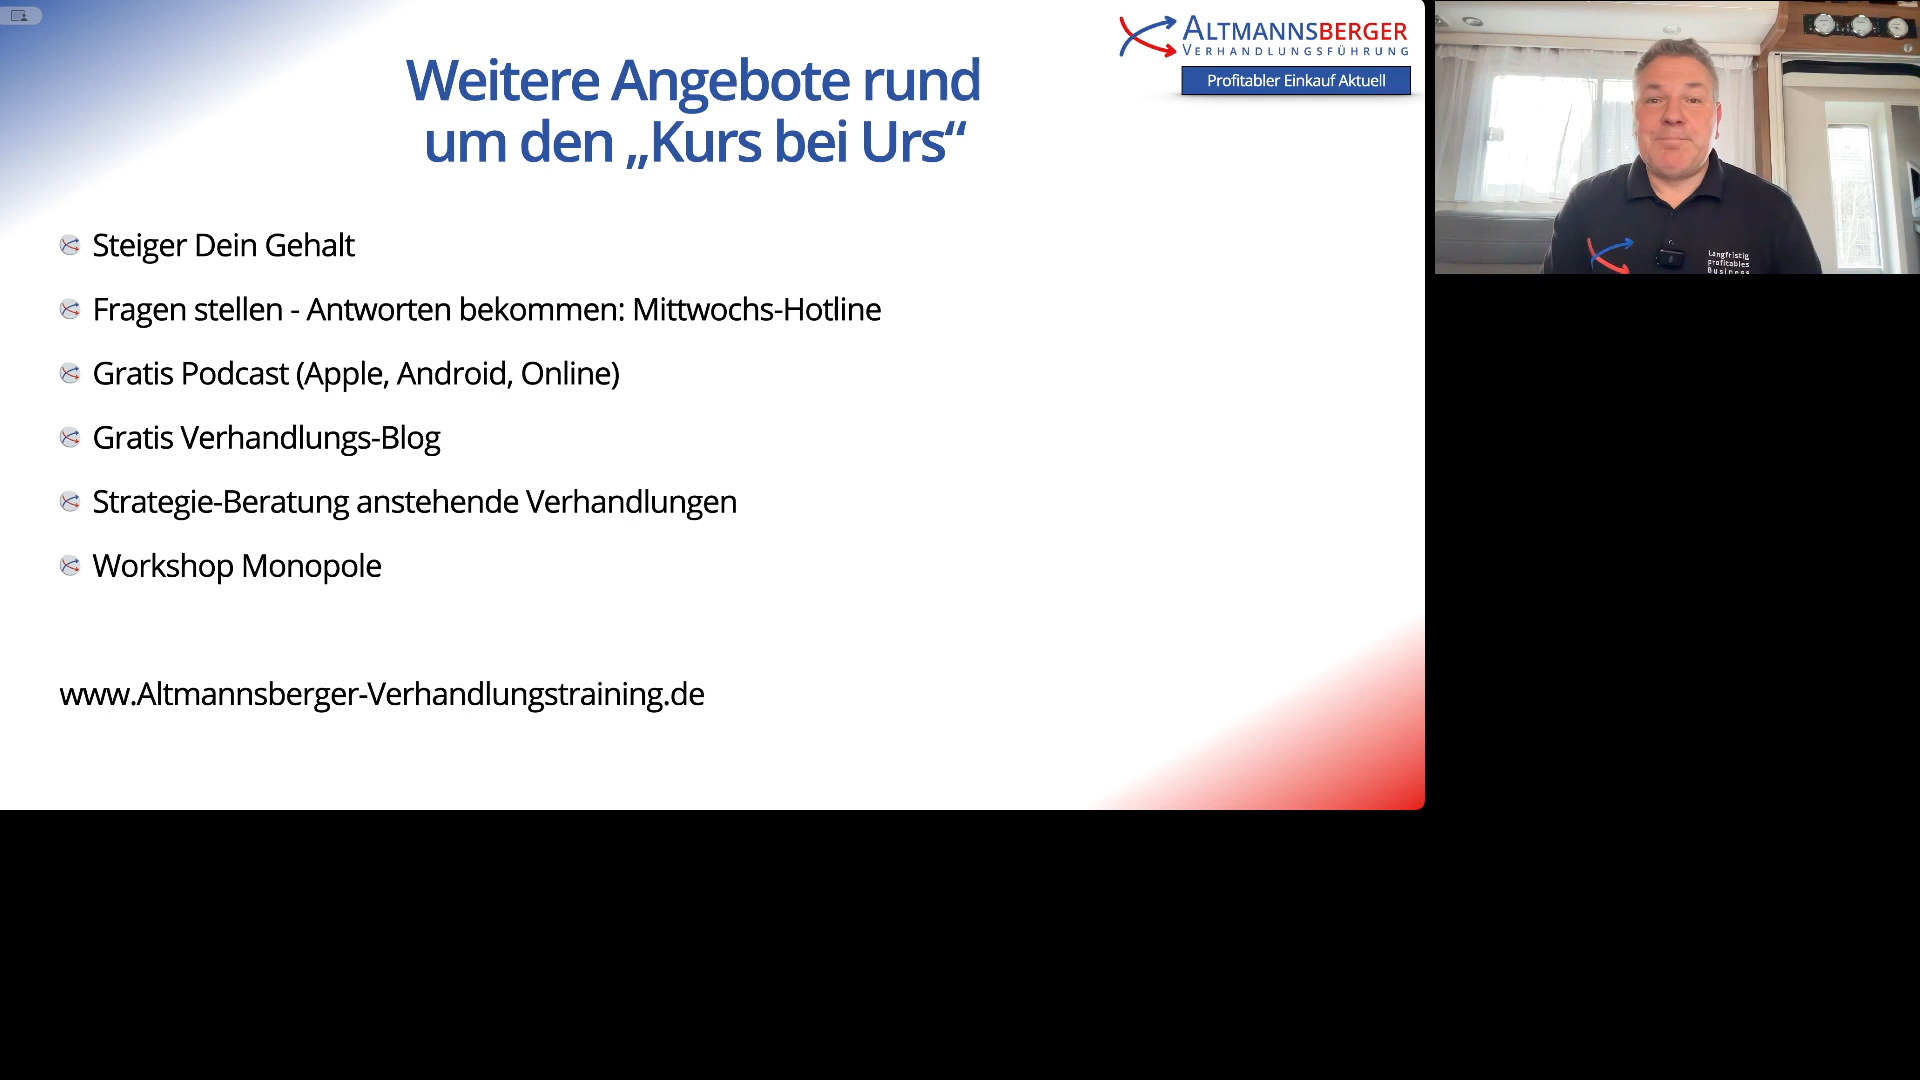 ALTMANNSBERGER
VERHANDLUNGSFÜHRUNG
Profitabler Einkauf Aktuell
Weitere Angebote rund
um den „Kurs bei Urs“
Steiger Dein Gehalt
Fragen stellen - Antworten bekommen: Mittwochs-Hotline
Gratis Podcast (Apple, Android, Online)
Gratis Verhandlungs-Blog
Strategie-Beratung anstehende Verhandlungen
Workshop Monopole
www.Altmannsberger-Verhandlungstraining.de
Langfristig
profitables
Business